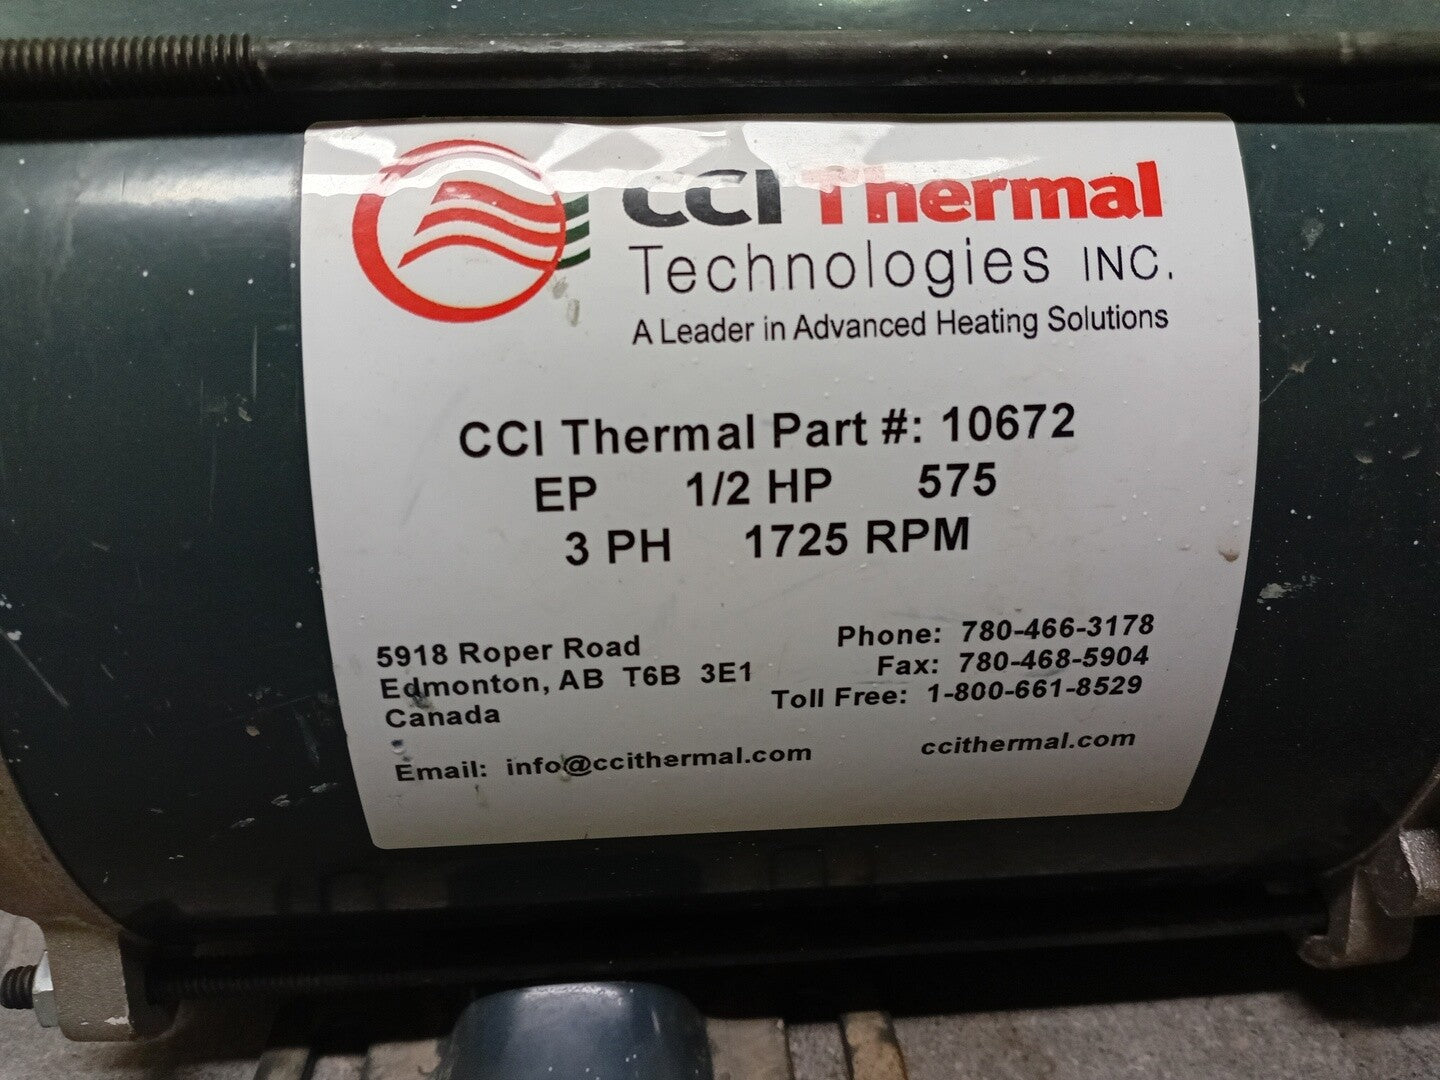 CCI Thermal
Technologies INC.
A Leader in Advanced Heating Solutions
CCI Thermal Part #: 10672
EP 1/2 HP 575
3 PH 1725 RPM
5918 Roper Road
Edmonton, AB T6B 3E1
Canada
Phone: 780-466-3178
Fax: 780-468-5904
Toll Free: 1-800-661-8529
Email: info@ccithermal.com
ccithermal.com